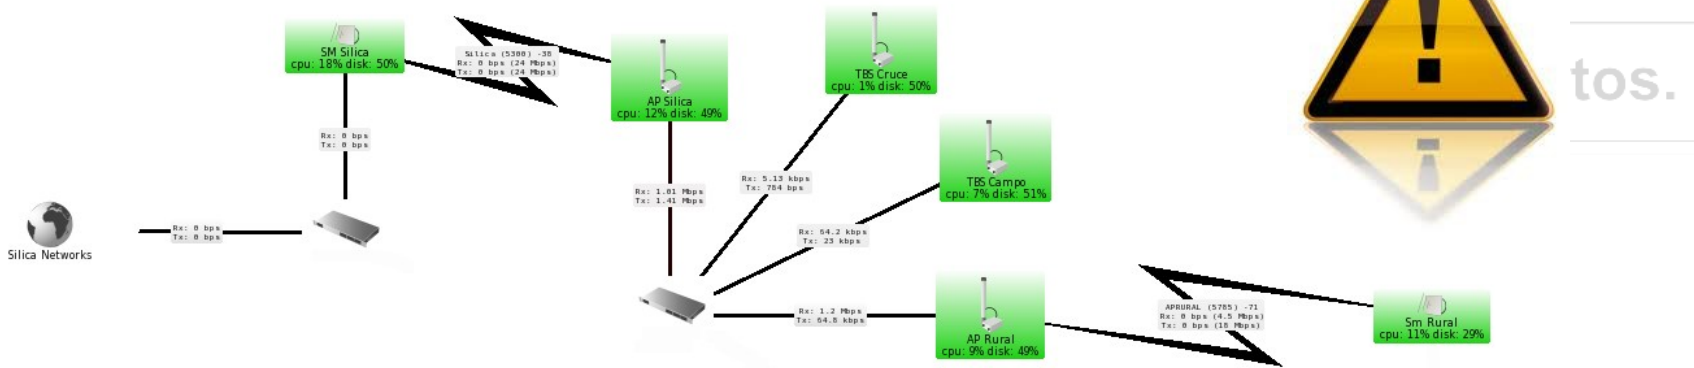 SM Silica
cpu: 18% disk: 50%
Silica (5300) -38
Rx: 0 bps (24 Mbps)
Tx: 0 bps (24 Mbps)
AP Silica
cpu: 12% disk: 49%
TBS Cruce
cpu: 1% disk: 50%
tos.
Rx: 0 bps
Tx: 0 bps
Rx: 1.01 Mbps
Tx: 1.41 Mbps
Rx: 5.13 kbps
Tx: 784 bps
TBS Campo
cpu: 7% disk: 51%
Rx: 0 bps
Tx: 0 bps
Silica Networks
Rx: 64.2 kbps
Tx: 23 kbps
Rx: 1.2 Mbps
Tx: 64.8 kbps
AP Rural
cpu: 9% disk: 49%
APRURAL (5785) -71
Rx: 0 bps (4.5 Mbps)
Tx: 0 bps (18 Mbps)
Sm Rural
cpu: 11% disk: 29%